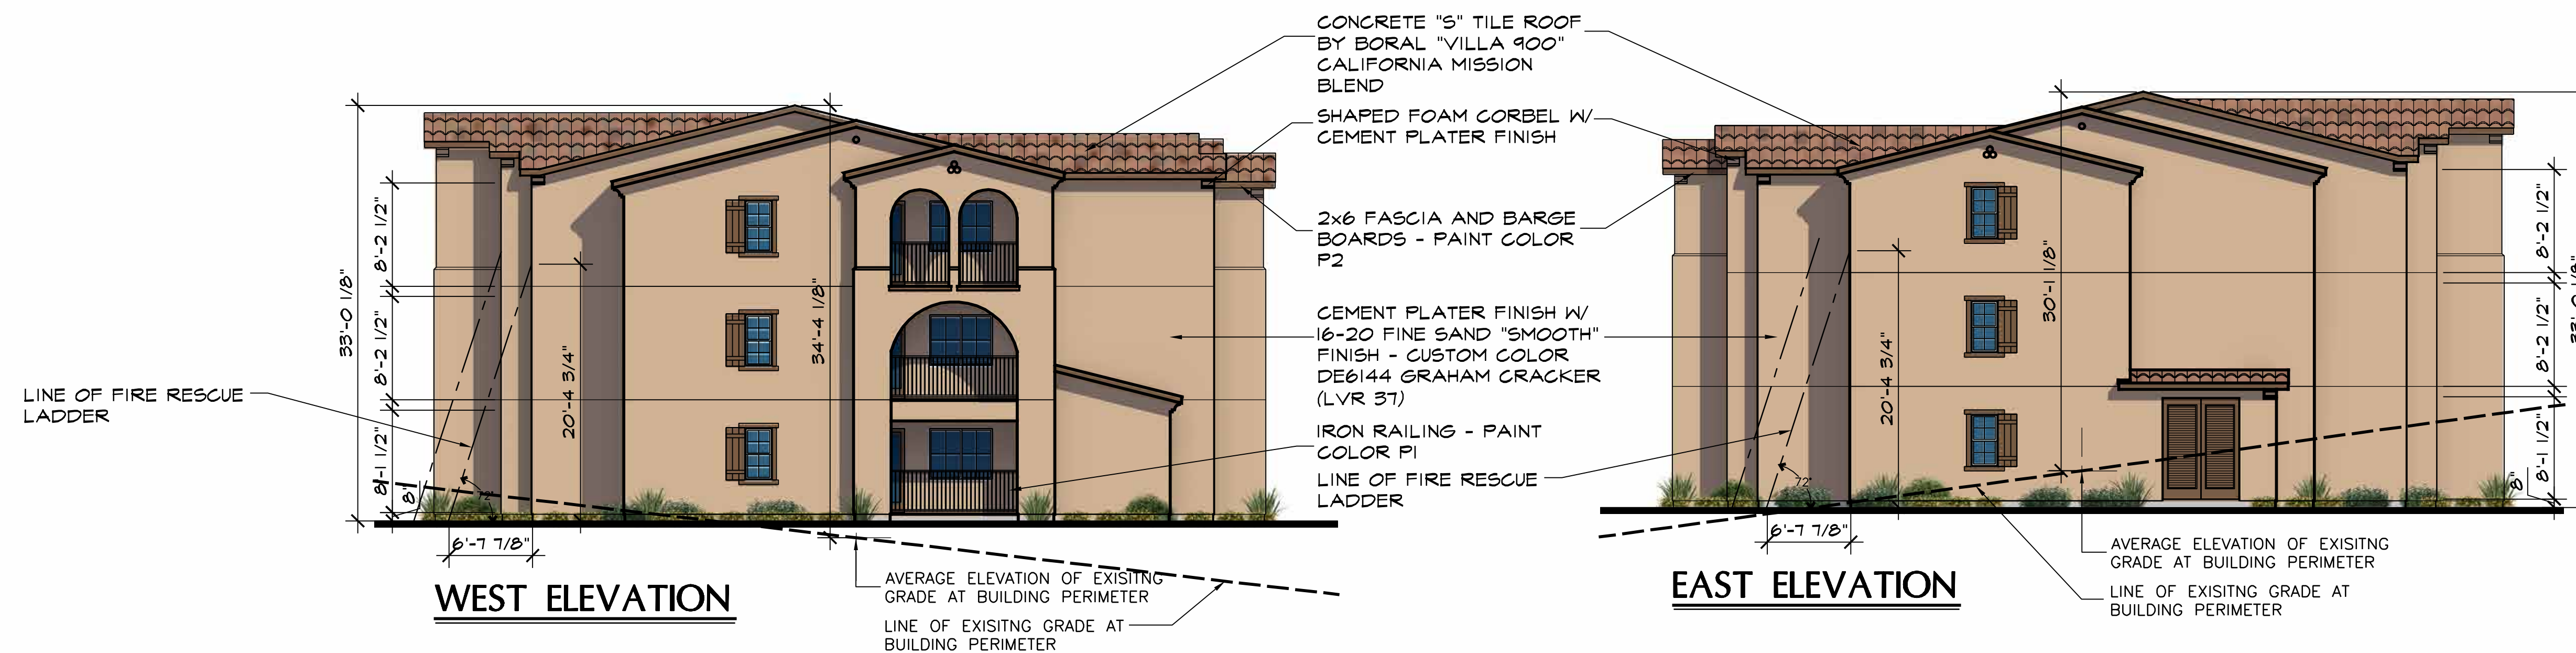 CONCRETE "S" TILE ROOF
BY BORAL "VILLA 900"
CALIFORNIA MISSION
BLEND
SHAPED FOAM CORBEL W/
CEMENT PLATER FINISH
2x6 FASCIA AND BARGE
BOARDS - PAINT COLOR
P2
CEMENT PLATER FINISH W/
16-20 FINE SAND "SMOOTH"
FINISH - CUSTOM COLOR
DE6144 GRAHAM CRACKER
(LVR 37)
IRON RAILING - PAINT
COLOR P1
LINE OF FIRE RESCUE
LADDER
LINE OF FIRE RESCUE
LADDER
33'-0 1/8"
8'-2 1/2"
8'-2 1/2"
8'-1 1/2"
8"
20'-4 3/4"
34'-4 1/8"
72°
6'-7 7/8"
WEST ELEVATION
AVERAGE ELEVATION OF EXISITNG
GRADE AT BUILDING PERIMETER
LINE OF EXISITNG GRADE AT
BUILDING PERIMETER
20'-4 3/4"
30'-1 1/8"
72°
6'-7 7/8"
8'-2 1/2"
8'-2 1/2"
8'-1 1/2"
8"
EAST ELEVATION
AVERAGE ELEVATION OF EXISITNG
GRADE AT BUILDING PERIMETER
LINE OF EXISITNG GRADE AT
BUILDING PERIMETER